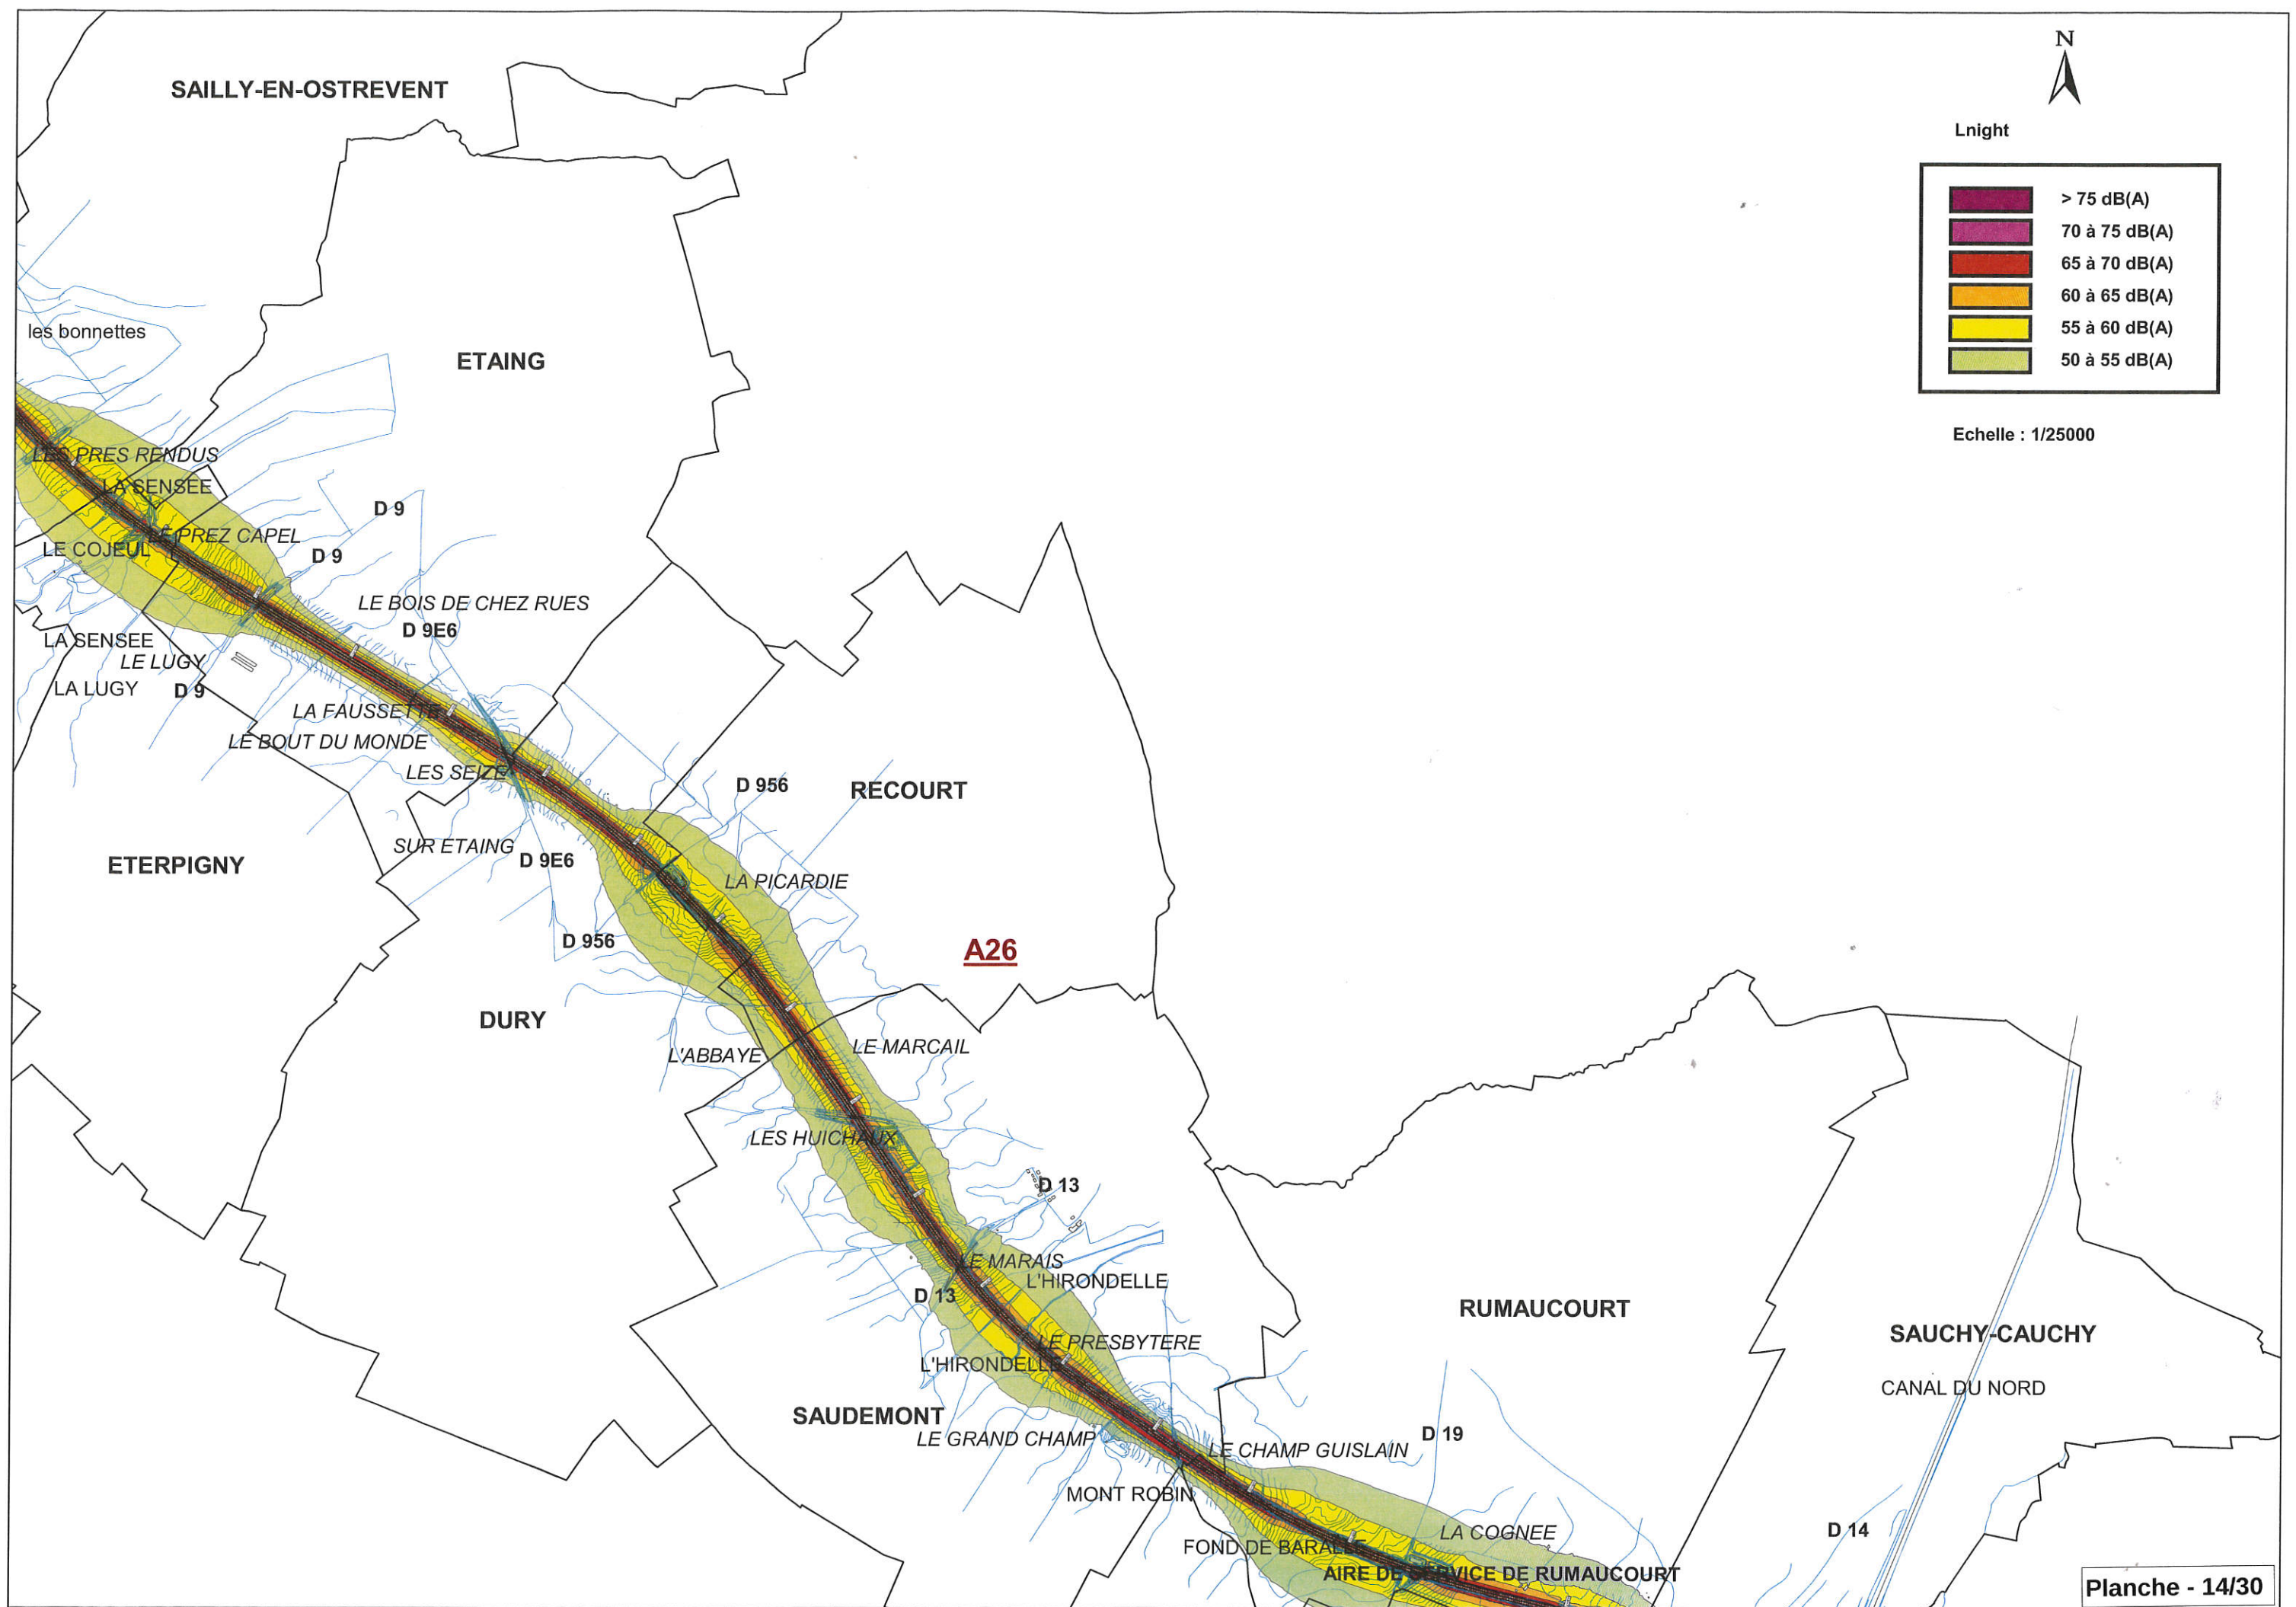 N
SAILLY-EN-OSTREVENT
Lnight
> 75 dB(A)
70 à 75 dB(A)
65 à 70 dB(A)
60 à 65 dB(A)
55 à 60 dB(A)
50 à 55 dB(A)
Echelle : 1/25000
les bonnettes
ETAING
LES PRES RENDUS
LA SENSEE
D 9
LE PREZ CAPEL
LE COJEUL
D 9
LE BOIS DE CHEZ RUES
D 9E6
LA SENSEE
LE LUGY
LA LUGY
D 9
LA FAUSSETTE
LE BOUT DU MONDE
LES SEIZE
D 956
RECOURT
SUR ETAING
D 9E6
ETERPIGNY
LA PICARDIE
D 956
A26
DURY
L'ABBAYE
LE MARCAIL
LES HUICHAUX
D 13
LE MARAIS
L'HIRONDELLE
D 13
RUMAUCOURT
SAUCHY-CAUCHY
LE PRESBYTERE
L'HIRONDELLE
CANAL DU NORD
SAUDEMONT
LE GRAND CHAMP
D 19
LE CHAMP GUISLAIN
MONT ROBIN
LA COGNEE
D 14
FOND DE BARALLE
AIRE DE SERVICE DE RUMAUCOURT
Planche - 14/30